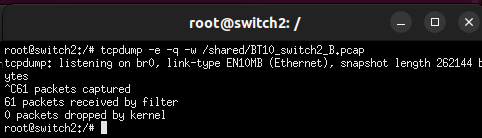 root@switch2: /
root@switch2:/# tcpdump -e -q -w /shared/BT10_switch2_B.pcap
tcpdump: listening on br0, link-type EN10MB (Ethernet), snapshot length 262144 b
ytes
^C61 packets captured
61 packets received by filter
0 packets dropped by kernel
root@switch2:/#